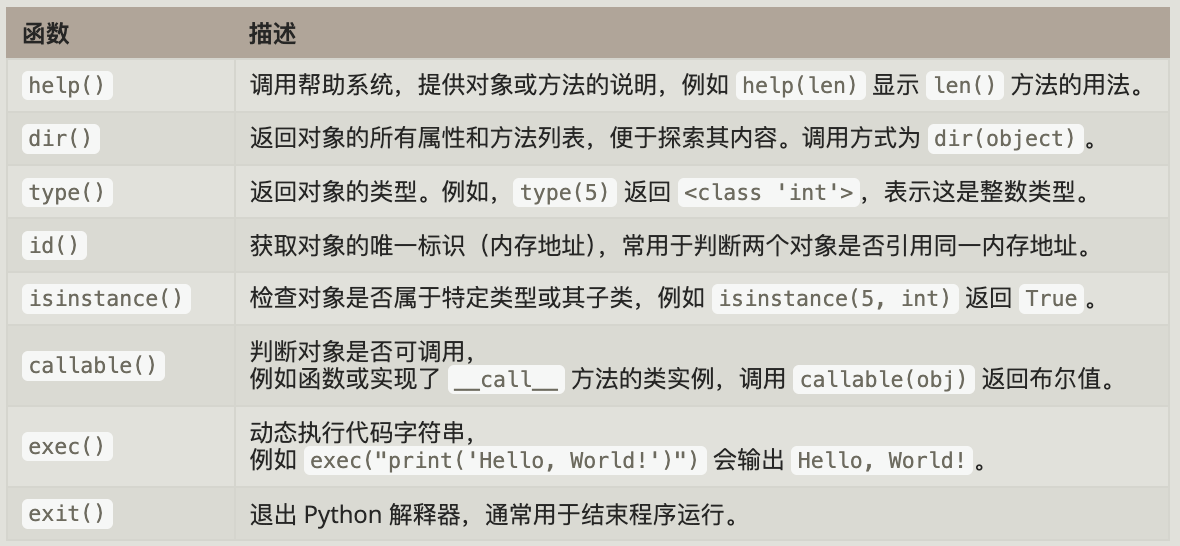 函数 描述
help() 调用帮助系统，提供对象或方法的说明，例如 help(len) 显示 len() 方法的用法。
dir() 返回对象的所有属性和方法列表，便于探索其内容。调用方式为 dir(object)。
type() 返回对象的类型。例如，type(5) 返回 <class 'int'>，表示这是整数类型。
id() 获取对象的唯一标识（内存地址），常用于判断两个对象是否引用同一内存地址。
isinstance() 检查对象是否属于特定类型或其子类，例如 isinstance(5, int) 返回 True。
callable() 判断对象是否可调用，
例如函数或实现了 __call__ 方法的类实例，调用 callable(obj) 返回布尔值。
exec() 动态执行代码字符串，
例如 exec("print('Hello, World!')") 会输出 Hello, World!。
exit() 退出 Python 解释器，通常用于结束程序运行。